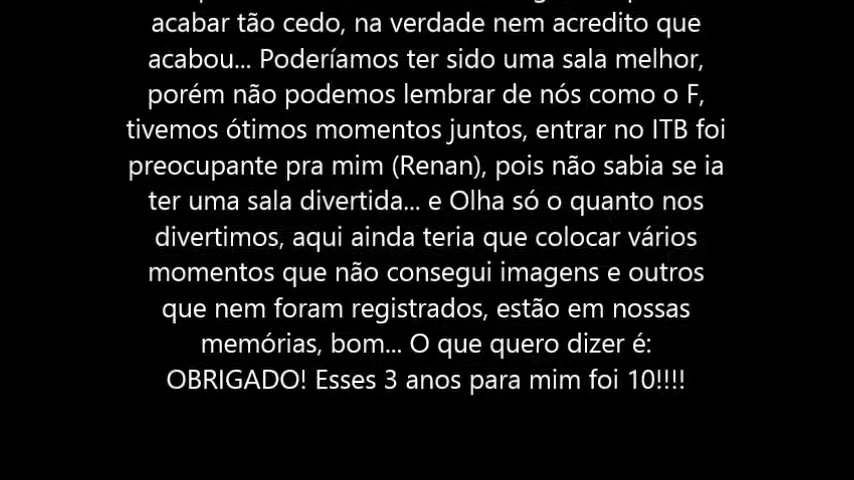 acabar tão cedo, na verdade nem acredito que
acabou... Poderíamos ter sido uma sala melhor,
porém não podemos lembrar de nós como o F,
tivemos ótimos momentos juntos, entrar no ITB foi
preocupante pra mim (Renan), pois não sabia se ia
ter uma sala divertida... e Olha só o quanto nos
divertimos, aqui ainda teria que colocar vários
momentos que não consegui imagens e outros
que nem foram registrados, estão em nossas
memórias, bom... O que quero dizer é:
OBRIGADO! Esses 3 anos para mim foi 10!!!!